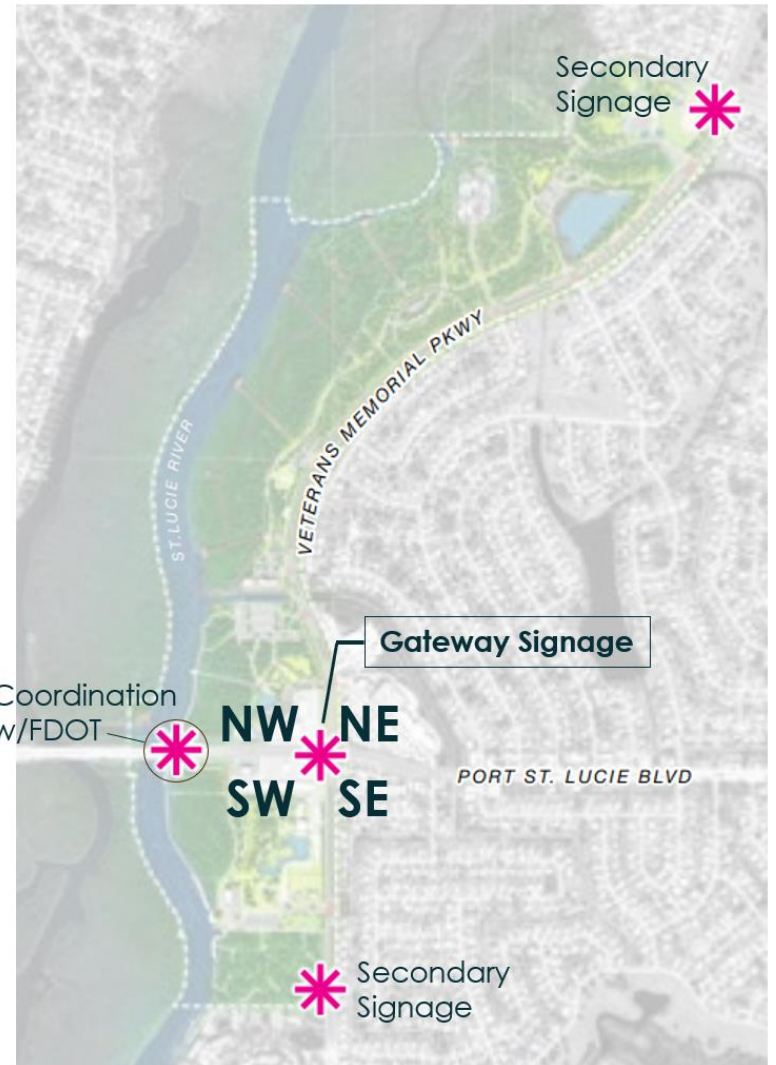 Secondary
Signage
VETERANS MEMORIAL PKWY
ST.LUCIE RIVER
Gateway Signage
Coordination
w/FDOT
NW NE
SW SE
PORT ST. LUCIE BLVD
Secondary
Signage